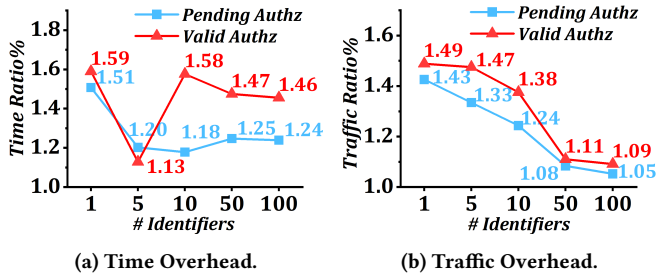 Pending Authz
Valid Authz
Time Ratio%
1.8
1.6
1.4
1.2
1.0
1.59
1.51
1.20
1.13
1.58
1.18
1.47
1.25
1.46
1.24
1 5 10 50 100
# Identifiers
(a) Time Overhead.
Pending Authz
Valid Authz
Traffic Ratio%
1.6
1.4
1.2
1.0
1.49
1.43
1.47
1.33
1.38
1.24
1.11
1.08
1.09
1.05
1 5 10 50 100
# Identifiers
(b) Traffic Overhead.